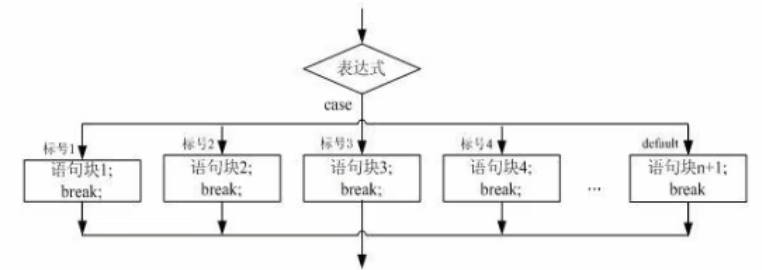 表达式
case
标号1
标号2
标号3
标号4
default
语句块1;
break;
语句块2;
break;
语句块3;
break;
语句块4;
break;
...
语句块n+1;
break